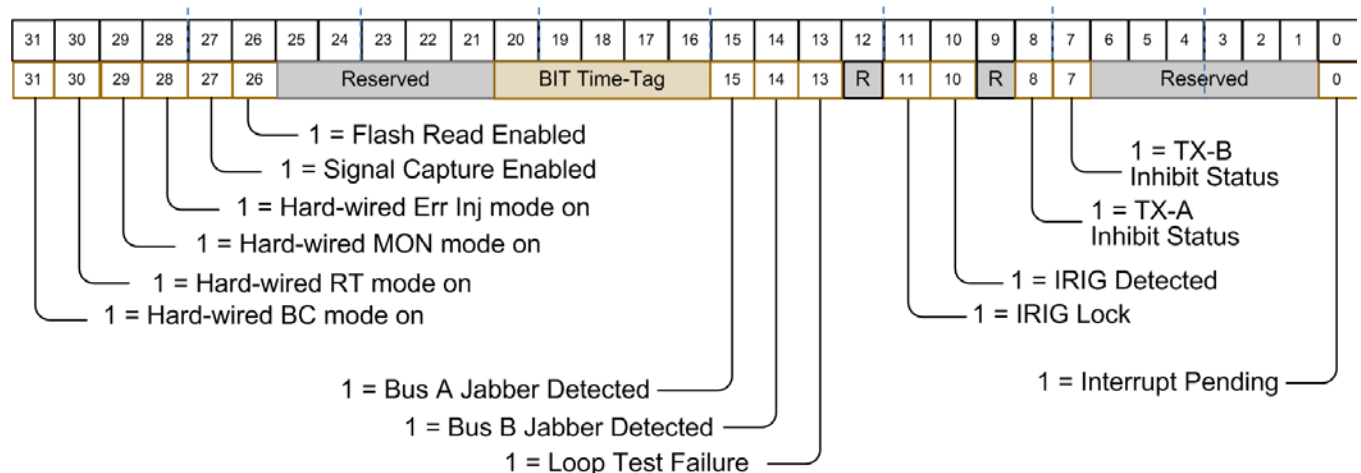 31 30 29 28 27 26 25 24 23 22 21 20 19 18 17 16 15 14 13 12 11 10 9 8 7 6 5 4 3 2 1 0
31 30 29 28 27 26 Reserved BIT Time-Tag 15 14 13 R 11 10 R 8 7 Reserved 0
1 = Flash Read Enabled
1 = Signal Capture Enabled
1 = Hard-wired Err Inj mode on
1 = Hard-wired MON mode on
1 = Hard-wired RT mode on
1 = Hard-wired BC mode on
1 = Bus A Jabber Detected
1 = Bus B Jabber Detected
1 = Loop Test Failure
1 = TX-B
Inhibit Status
1 = TX-A
Inhibit Status
1 = IRIG Detected
1 = IRIG Lock
1 = Interrupt Pending